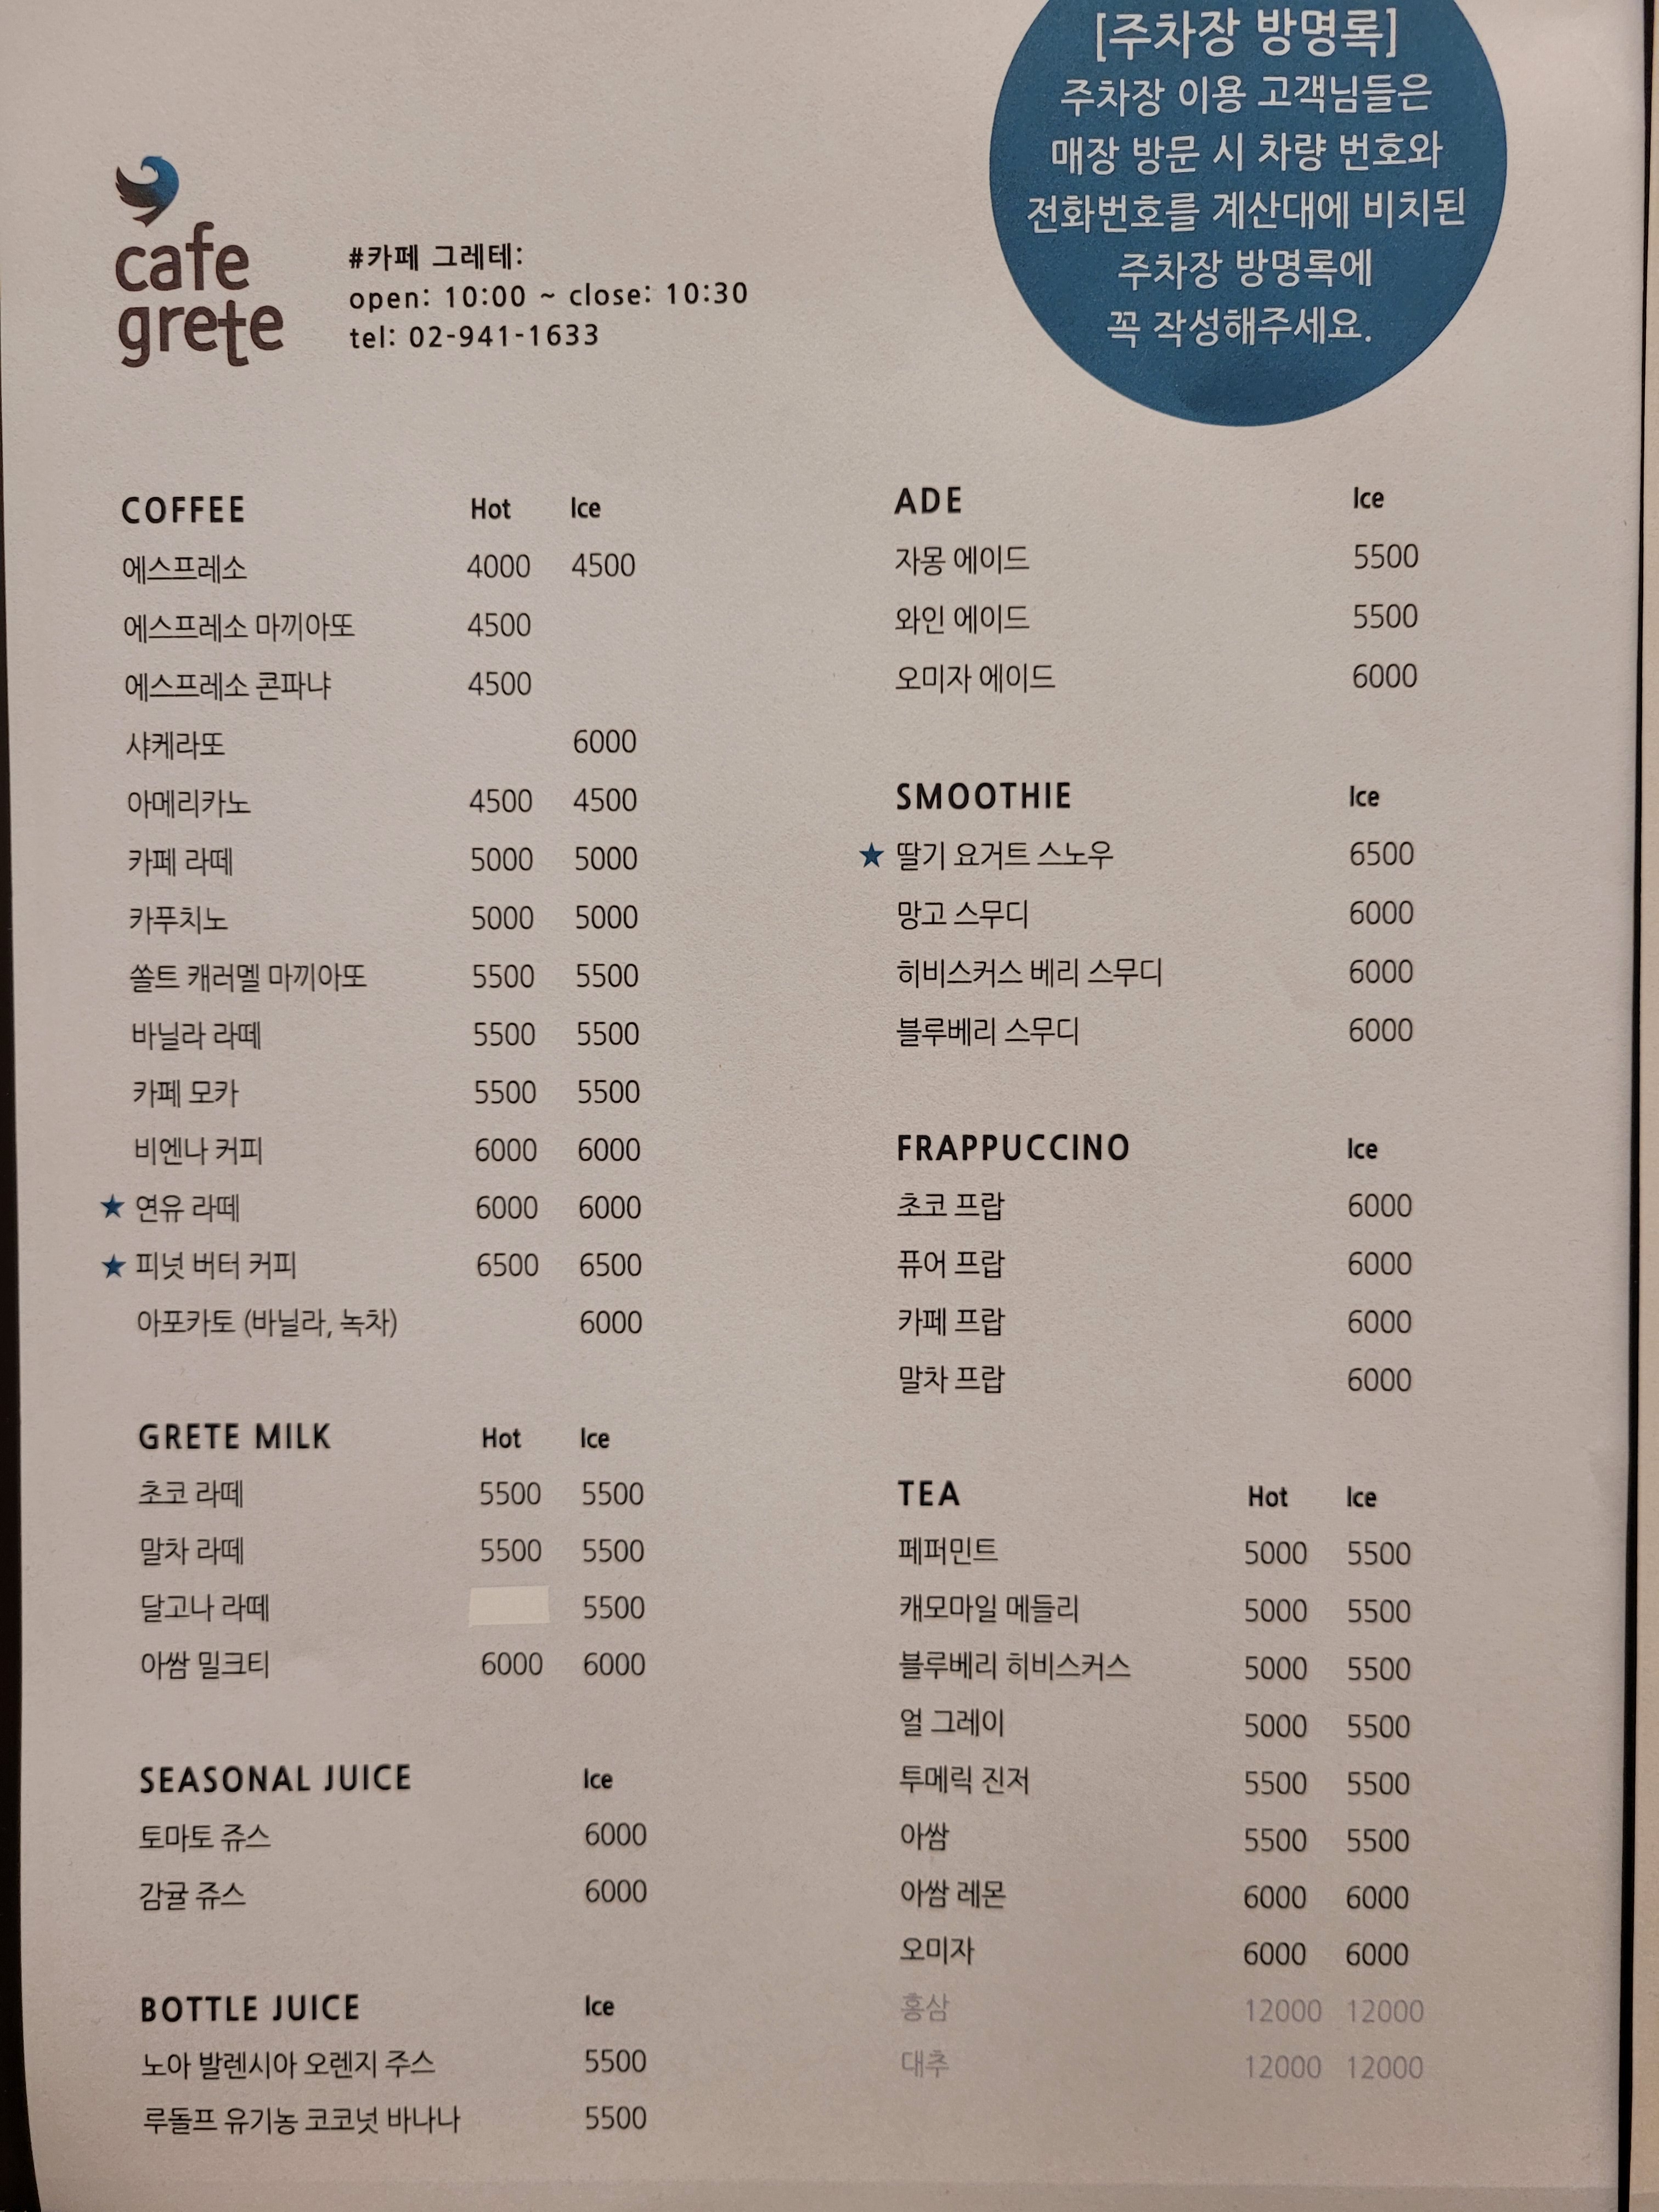 [주차장 방명록]
주차장 이용 고객님들은
매장 방문 시 차량 번호와
전화번호를 계산대에 비치된
주차장 방명록에
꼭 작성해주세요.
cafe
grete
#카페 그레테:
open: 10:00 ~ close: 10:30
tel: 02-941-1633
COFFEE Hot Ice
에스프레소 4000 4500
에스프레소 마끼아또 4500
에스프레소 콘파냐 4500
샤케라또 6000
아메리카노 4500 4500
카페 라떼 5000 5000
카푸치노 5000 5000
쏠트 캐러멜 마끼아또 5500 5500
바닐라 라떼 5500 5500
카페 모카 5500 5500
비엔나 커피 6000 6000
★ 연유 라떼 6000 6000
★ 피넛 버터 커피 6500 6500
아포카토 (바닐라, 녹차) 6000
GRETE MILK Hot Ice
초코 라떼 5500 5500
말차 라떼 5500 5500
달고나 라떼 5500
아쌈 밀크티 6000 6000
SEASONAL JUICE Ice
토마토 쥬스 6000
감귤 쥬스 6000
BOTTLE JUICE Ice
노아 발렌시아 오렌지 주스 5500
루돌프 유기농 코코넛 바나나 5500
ADE Ice
자몽 에이드 5500
와인 에이드 5500
오미자 에이드 6000
SMOOTHIE Ice
★ 딸기 요거트 스노우 6500
망고 스무디 6000
히비스커스 베리 스무디 6000
블루베리 스무디 6000
FRAPPUCCINO Ice
초코 프랍 6000
퓨어 프랍 6000
카페 프랍 6000
말차 프랍 6000
TEA Hot Ice
페퍼민트 5000 5500
캐모마일 메들리 5000 5500
블루베리 히비스커스 5000 5500
얼 그레이 5000 5500
투메릭 진저 5500 5500
아쌈 5500 5500
아쌈 레몬 6000 6000
오미자 6000 6000
홍삼 12000 12000
대추 12000 12000